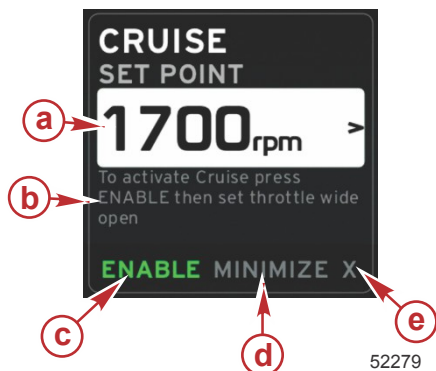 CRUISE
SET POINT
a
1700rpm >
To activate Cruise press
b
ENABLE then set throttle wide
open
ENABLE MINIMIZE X
c
d
e
52279